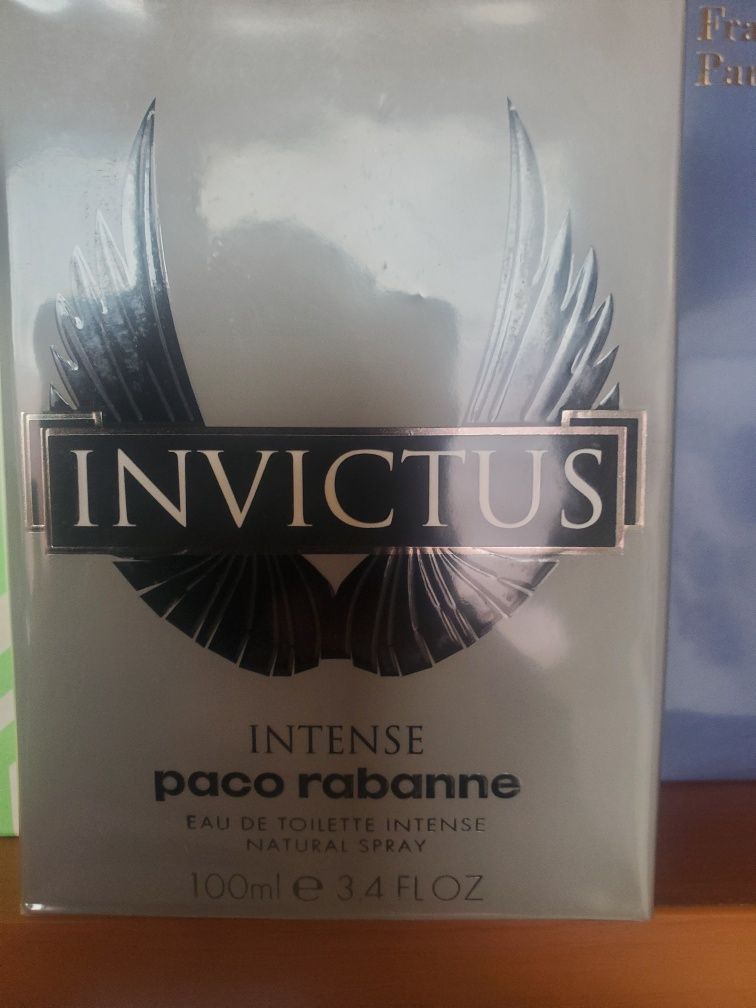 INVICTUS
INTENSE
paco rabanne
EAU DE TOILETTE INTENSE
NATURAL SPRAY
100ml e 3.4 FL OZ